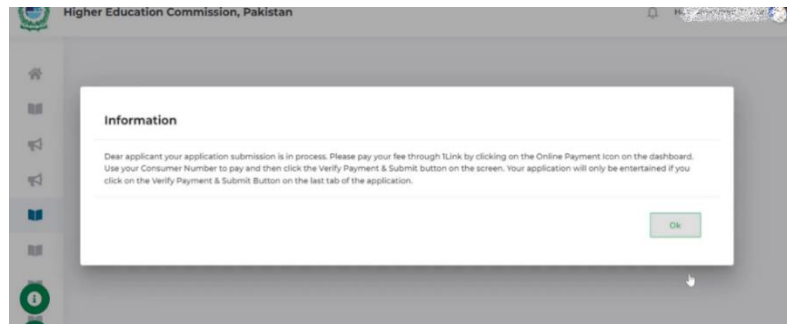 Higher Education Commission, Pakistan
Information
Dear applicant your application submission is in process. Please pay your fee through 1Link by clicking on the Online Payment Icon on the dashboard.
Use your Consumer Number to pay and then click the Verify Payment & Submit button on the screen. Your application will only be entertained if you
click on the Verify Payment & Submit Button on the last tab of the application.
Ok